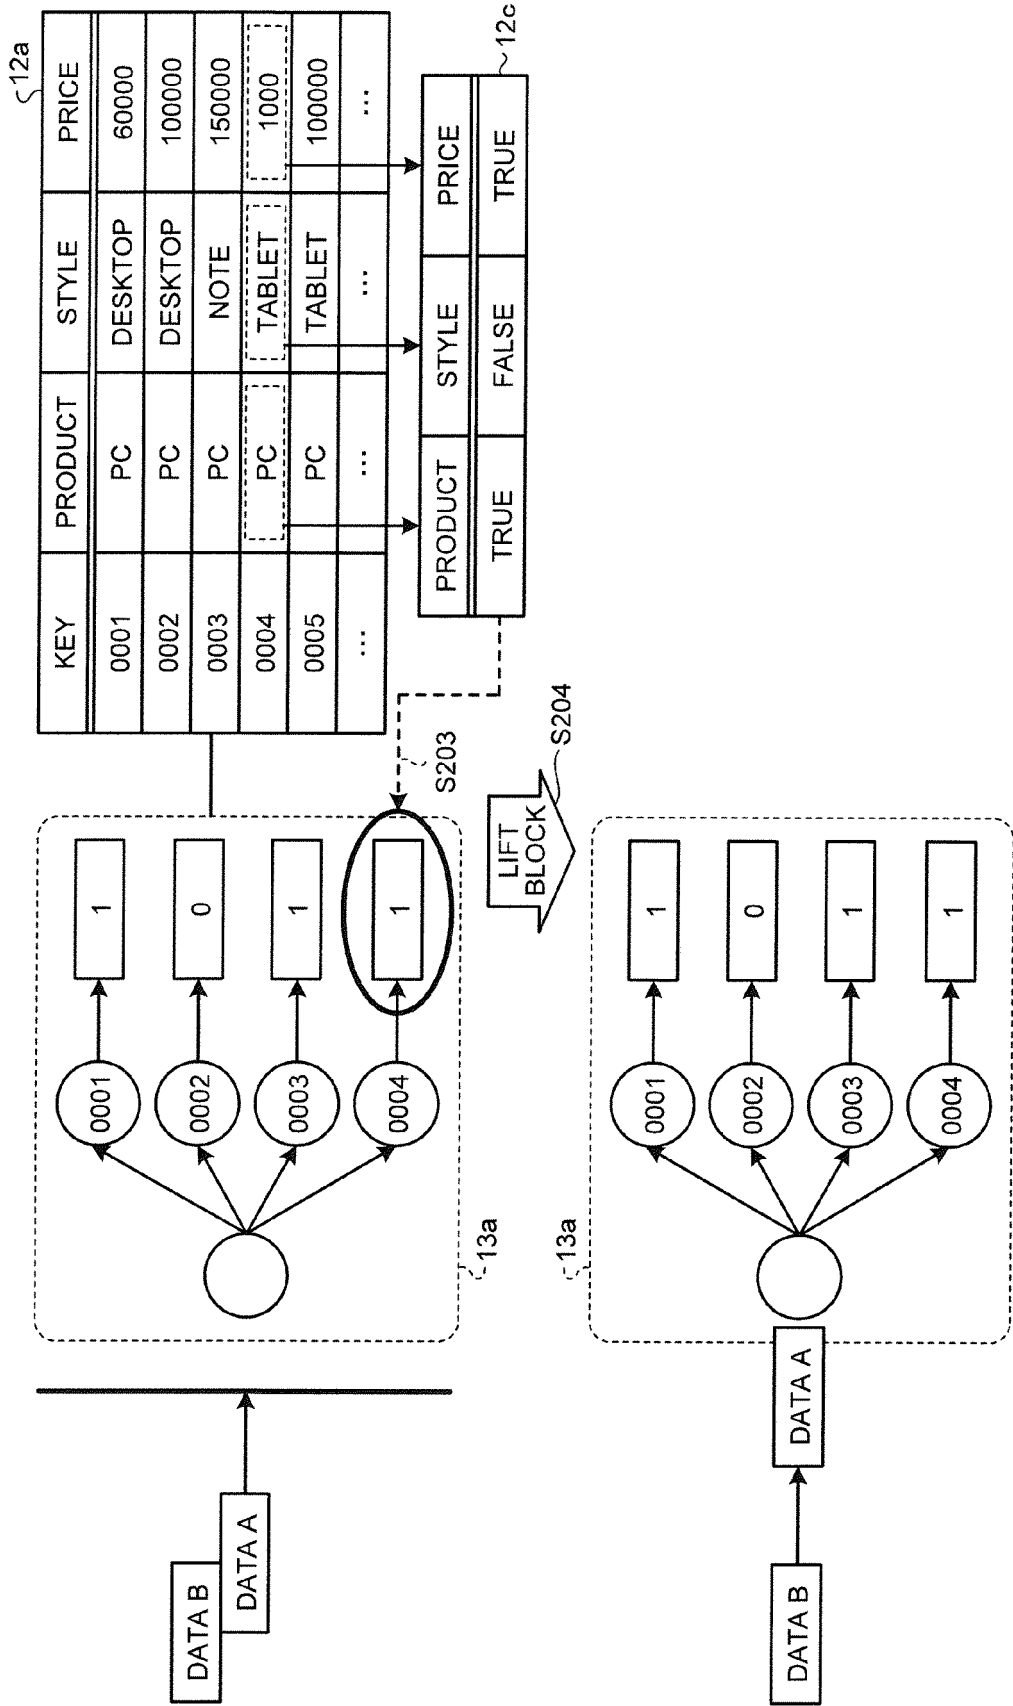 12a
KEY PRODUCT STYLE PRICE
0001 PC DESKTOP 60000
0002 PC DESKTOP 100000
0003 PC NOTE 150000
0004 PC TABLET 1000
0005 PC TABLET 100000
... ... ... ...
12c
PRODUCT STYLE PRICE
TRUE FALSE TRUE
S203
DATA B
DATA A
0001 1
0002 0
0003 1
0004 1
13a
LIFT
BLOCK
S204
13a
DATA B
DATA A
0001 1
0002 0
0003 1
0004 1